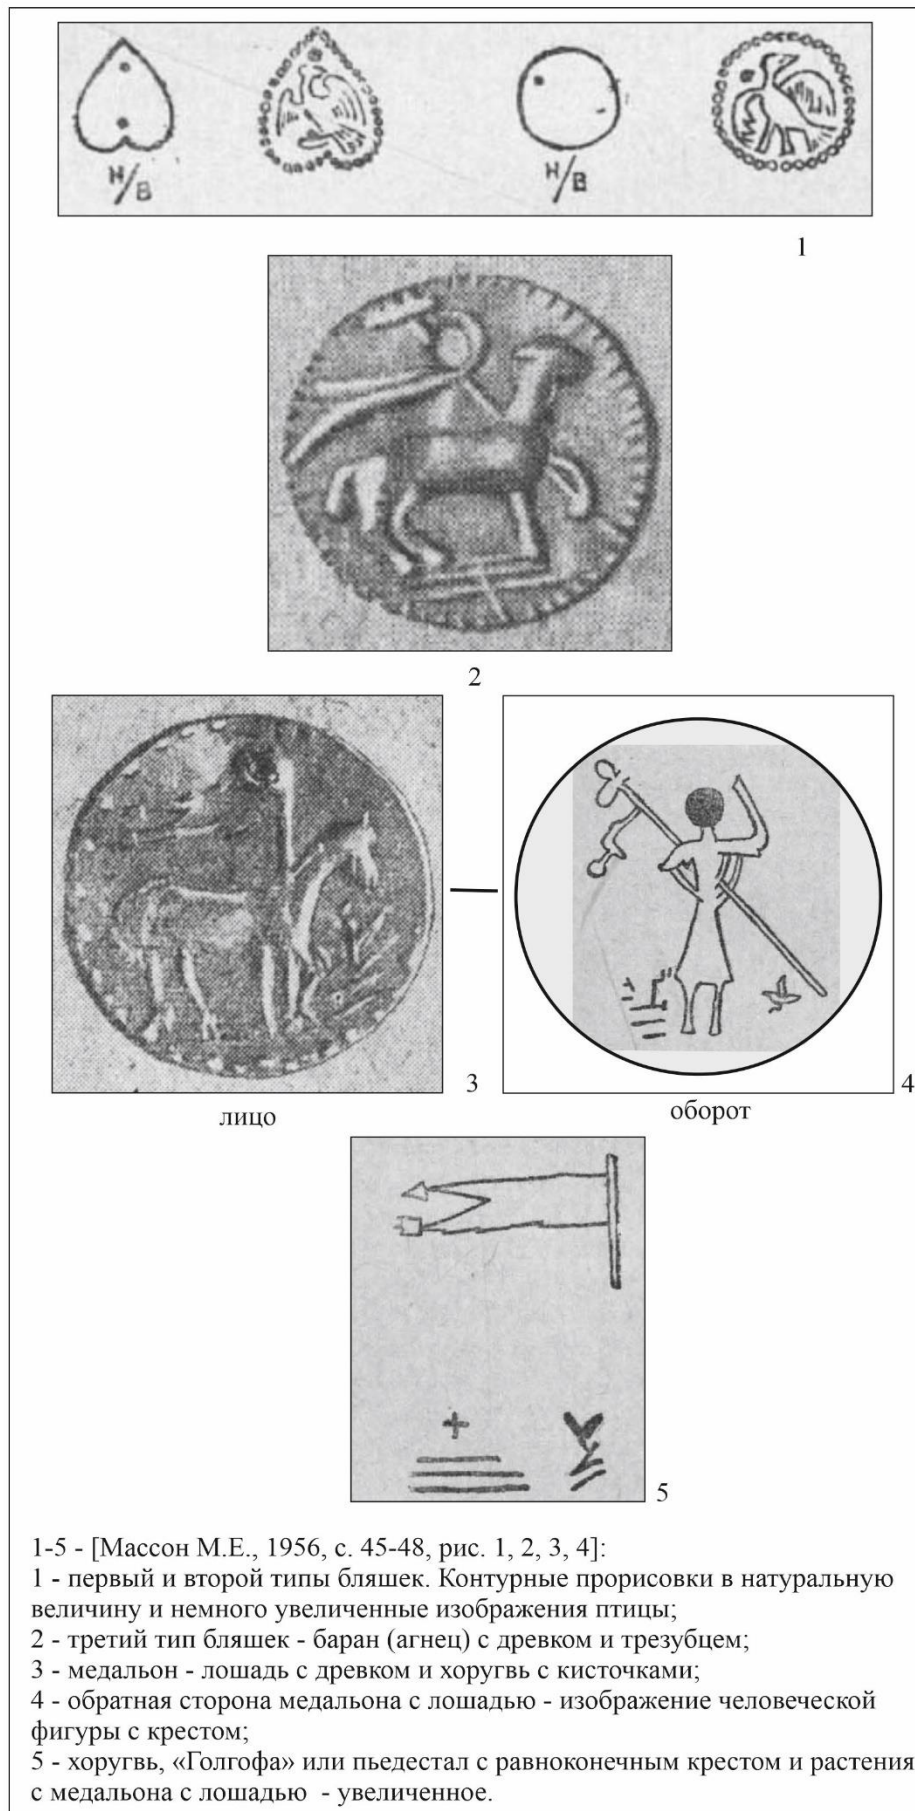 Н/В
Н/В
1
2
3
4
лицо
оборот
5
1-5 - [Массон М.Е., 1956, с. 45-48, рис. 1, 2, 3, 4]:
1 - первый и второй типы бляшек. Контурные прорисовки в натуральную
величину и немного увеличенные изображения птицы;
2 - третий тип бляшек - баран (агнец) с древком и трезубцем;
3 - медальон - лошадь с древком и хоругвь с кисточками;
4 - обратная сторона медальона с лошадью - изображение человеческой
фигуры с крестом;
5 - хоругвь, «Голгофа» или пьедестал с равноконечным крестом и растения
с медальона с лошадью - увеличенное.